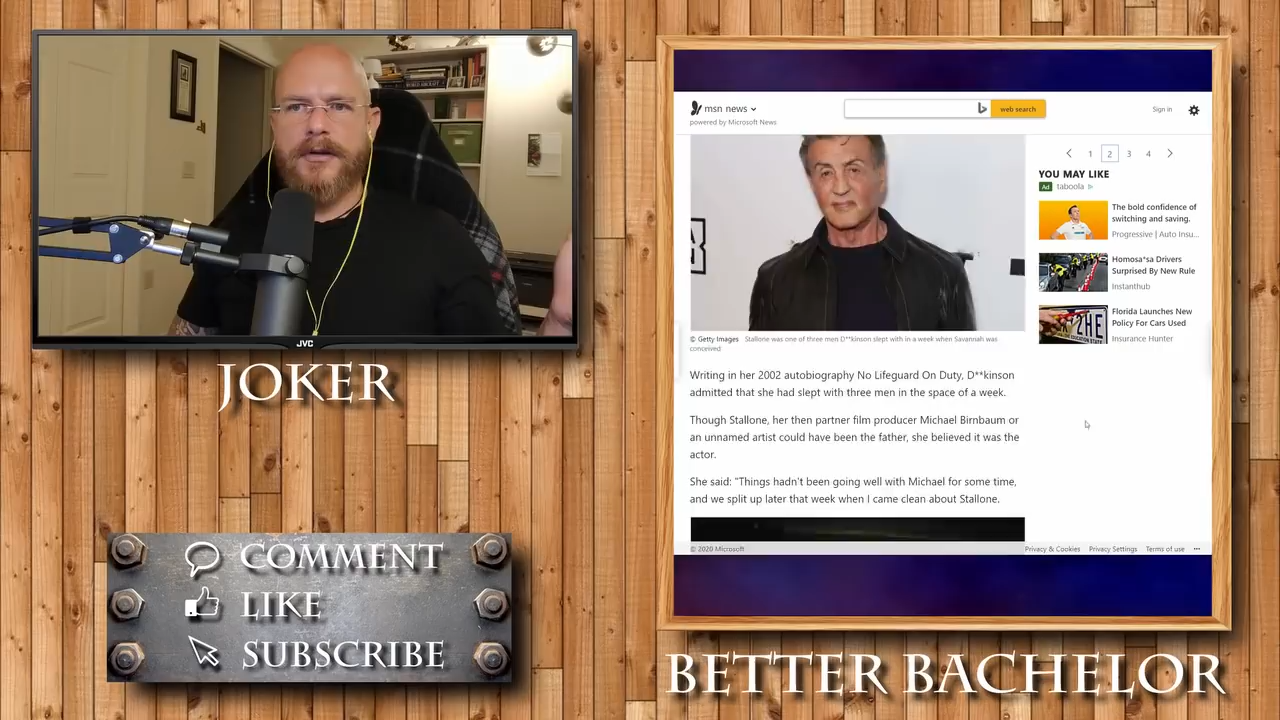 JVC
JOKER
COMMENT
LIKE
SUBSCRIBE
msn news
powered by Microsoft News
web search
Sign in
1 2 3 4
YOU MAY LIKE
Ad taboola
The bold confidence of
switching and saving.
Progressive | Auto Insu...
Homosa*sa Drivers
Surprised By New Rule
Instanthub
Florida Launches New
Policy For Cars Used
Insurance Hunter
© Getty Images Stallone was one of three men D**kinson slept with in a week when Savannah was
conceived
Writing in her 2002 autobiography No Lifeguard On Duty, D**kinson
admitted that she had slept with three men in the space of a week.
Though Stallone, her then partner film producer Michael Birnbaum or
an unnamed artist could have been the father, she believed it was the
actor.
She said: "Things hadn't been going well with Michael for some time,
and we split up later that week when I came clean about Stallone.
© 2020 Microsoft
Privacy & Cookies Privacy Settings Terms of use ...
BETTER BACHELOR